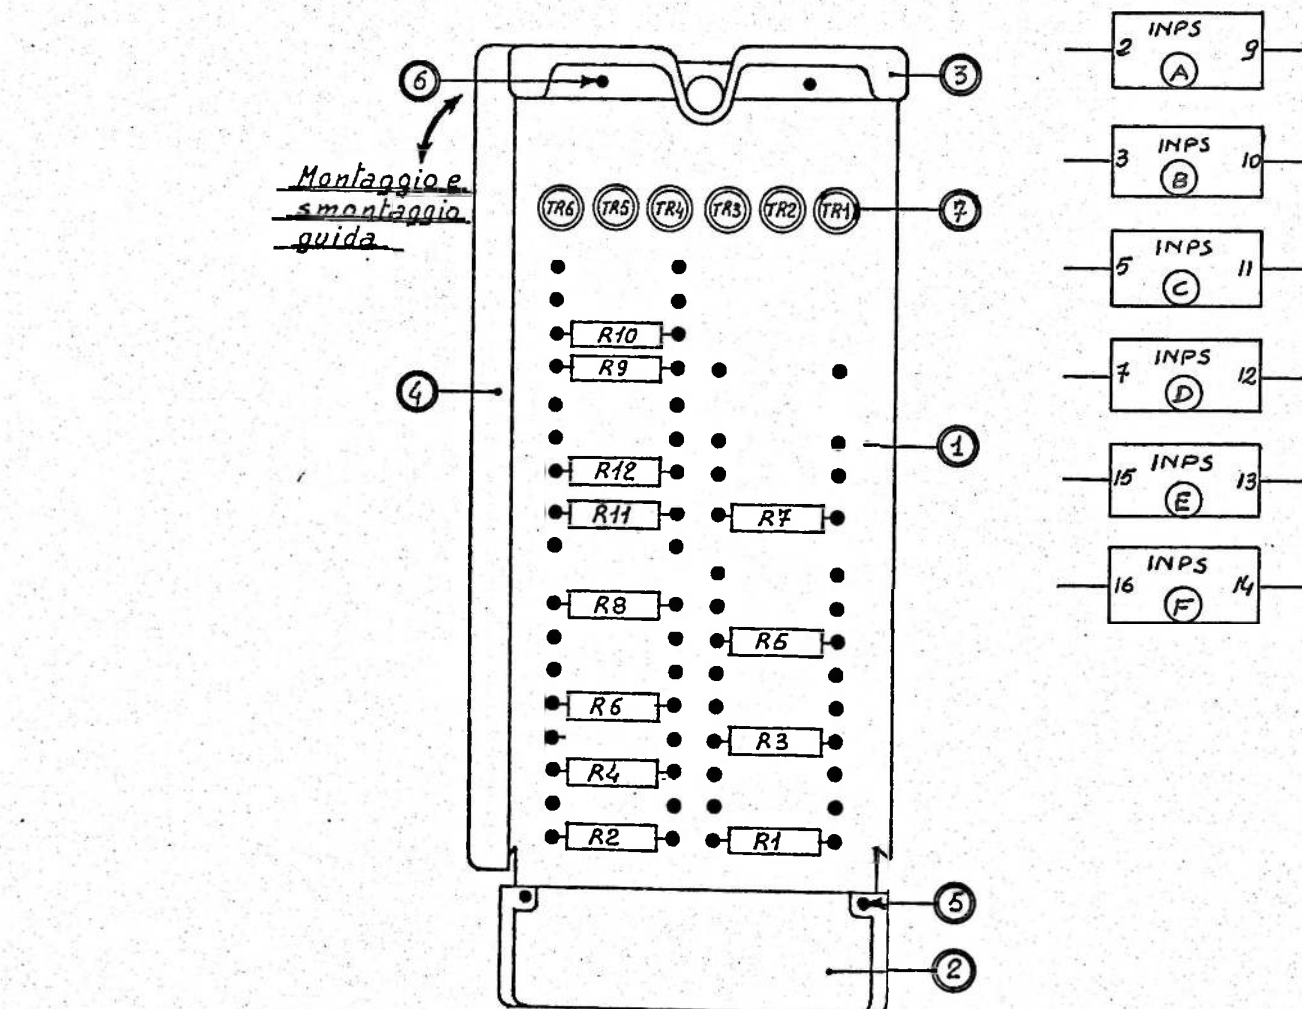 6
3
Montaggio e
smontaggio
guida
TR6 TR5 TR4 TR3 TR2 TR1
7
R10
R9
4
1
R12
R11
R7
R8
R5
R6
R3
R4
R2
R1
5
2
INPS
2 9
A
INPS
3 10
B
INPS
5 11
C
INPS
7 12
D
INPS
15 13
E
INPS
16 14
F